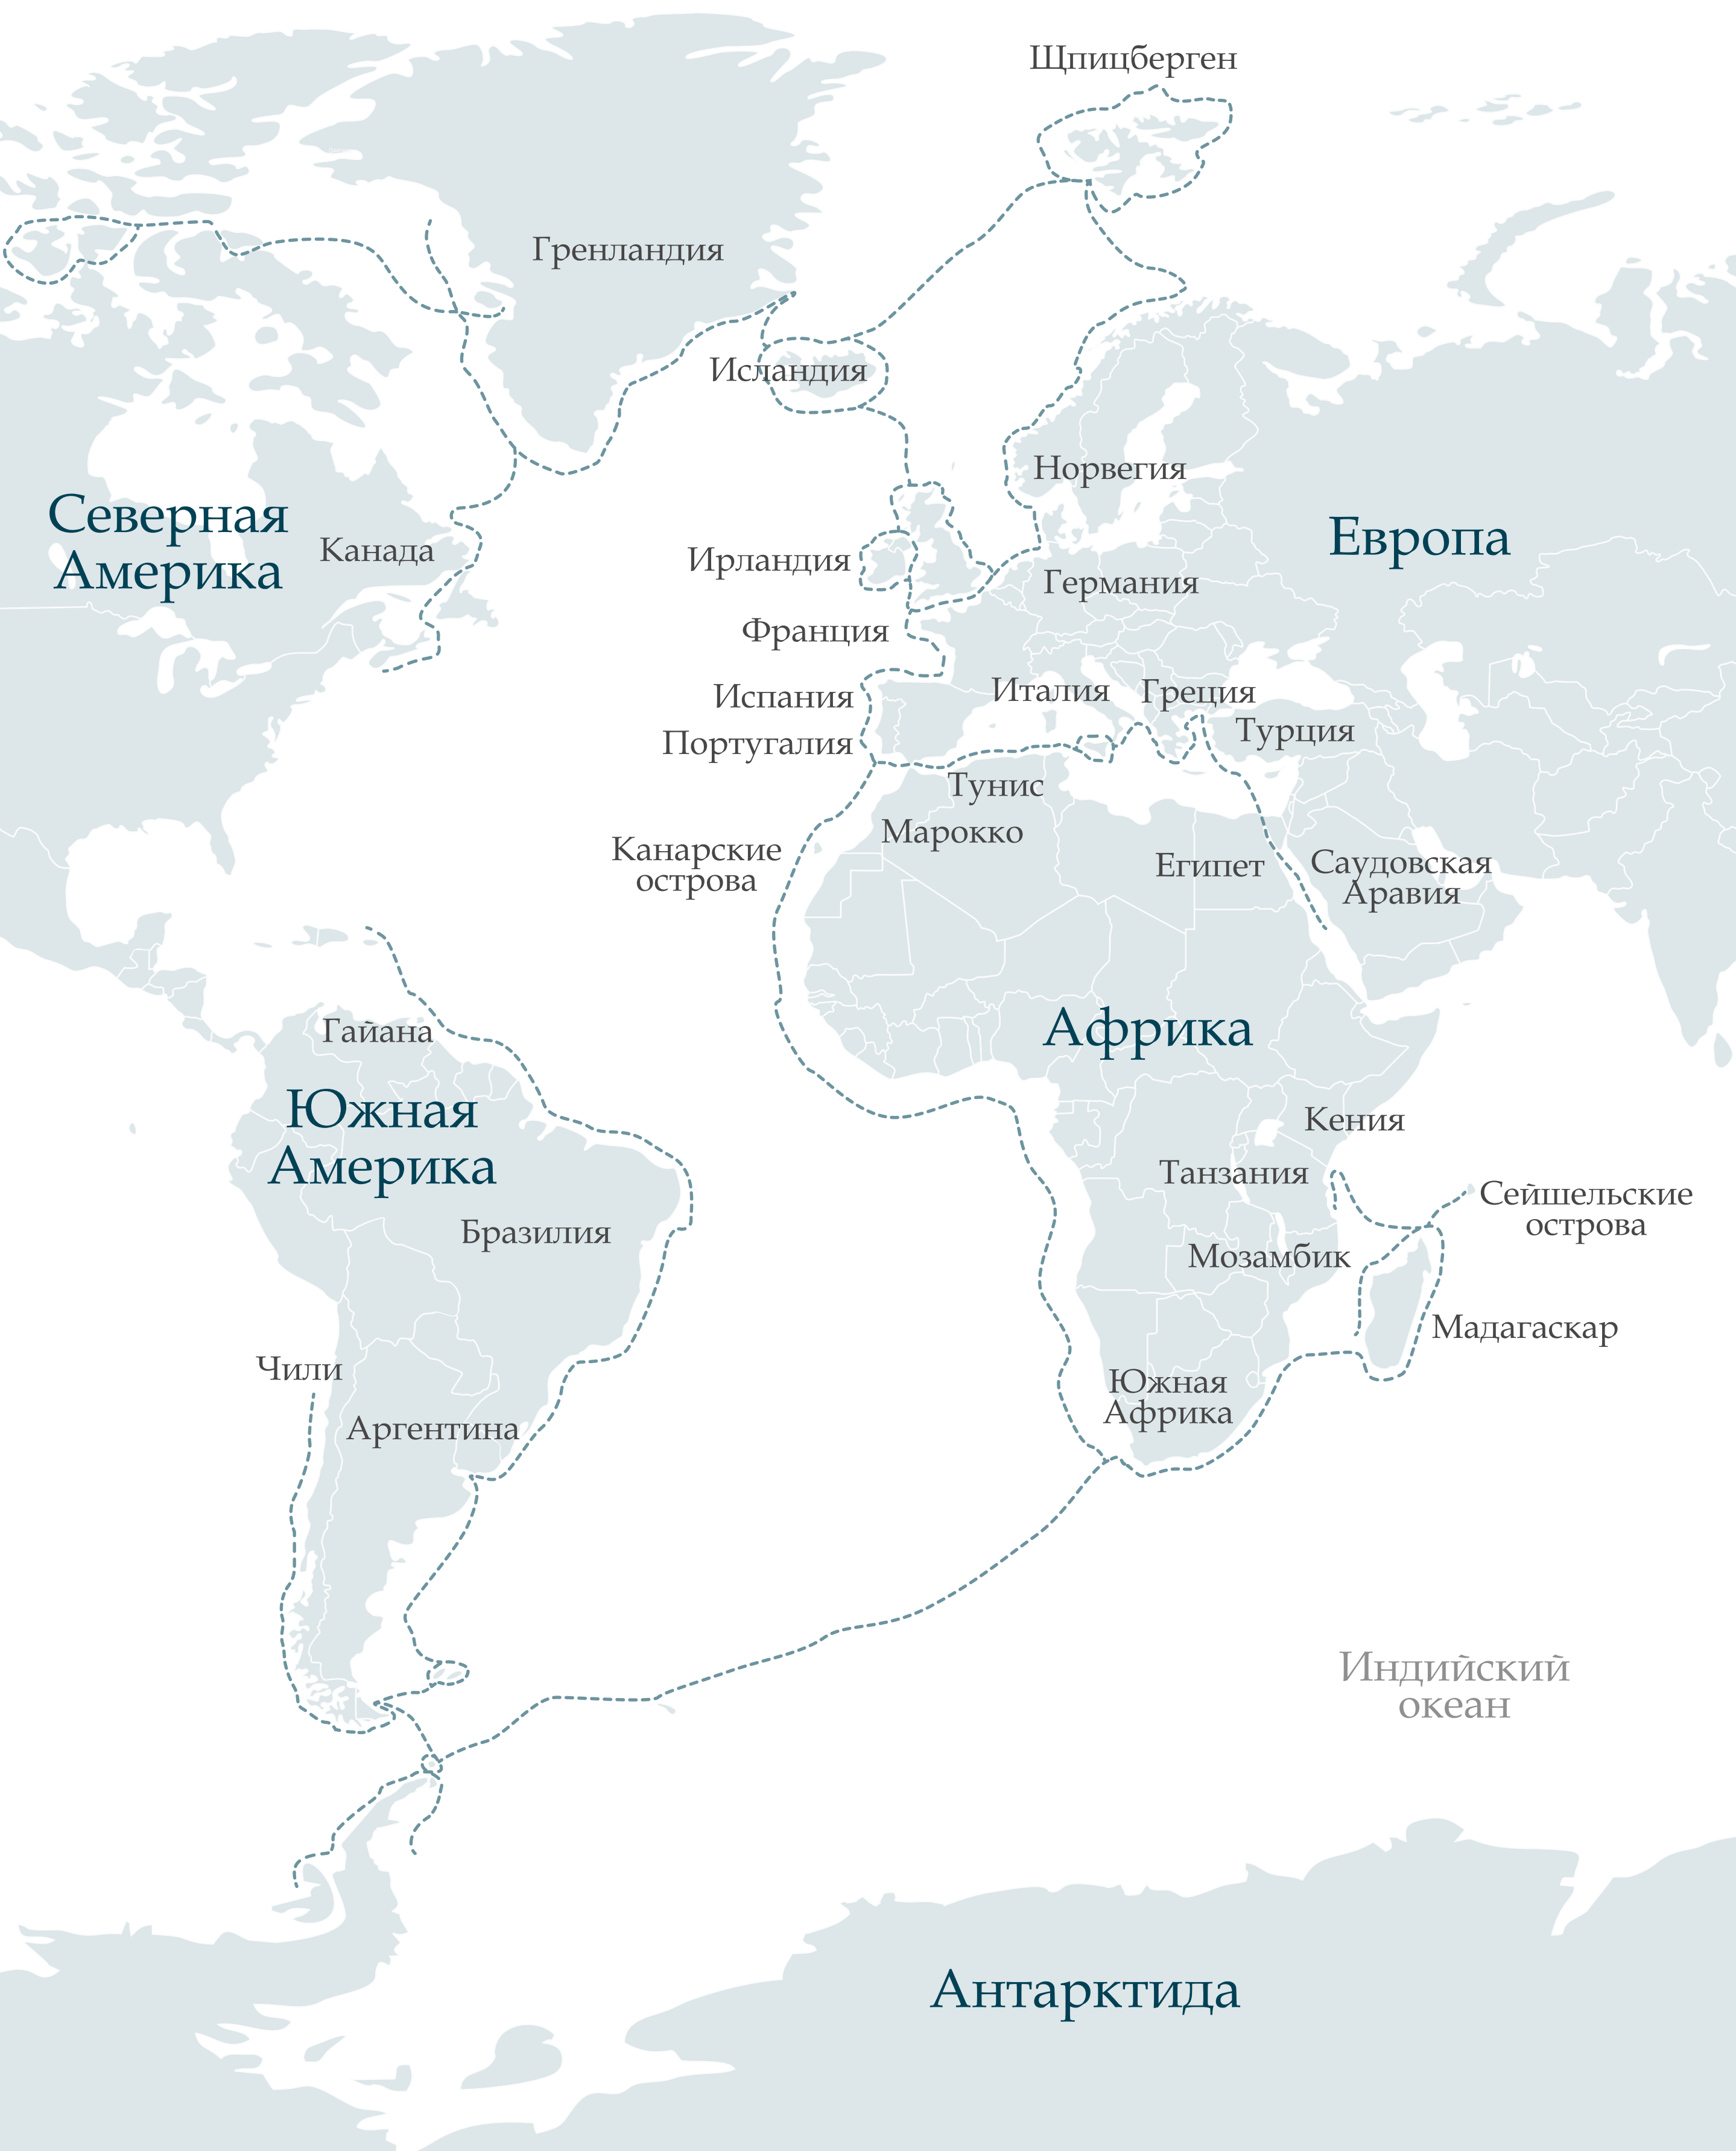 Щпицберген
Гренландия
Исландия
Норвегия
Северная
Америка
Канада
Европа
Ирландия
Германия
Франция
Испания
Италия
Греция
Португалия
Турция
Тунис
Марокко
Канарские
острова
Египет
Саудовская
Аравия
Африка
Гайана
Южная
Америка
Кения
Танзания
Сейшельские
острова
Бразилия
Мозамбик
Мадагаскар
Чили
Южная
Африка
Аргентина
Индийский
океан
Антарктида